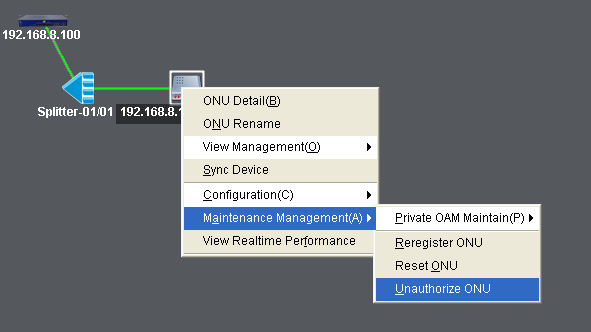 192.168.8.100
Splitter-01/01
192.168.8.
ONU Detail(B)
ONU Rename
View Management(O)
Sync Device
Configuration(C)
Maintenance Management(A)
View Realtime Performance
Private OAM Maintain(P)
Reregister ONU
Reset ONU
Unauthorize ONU